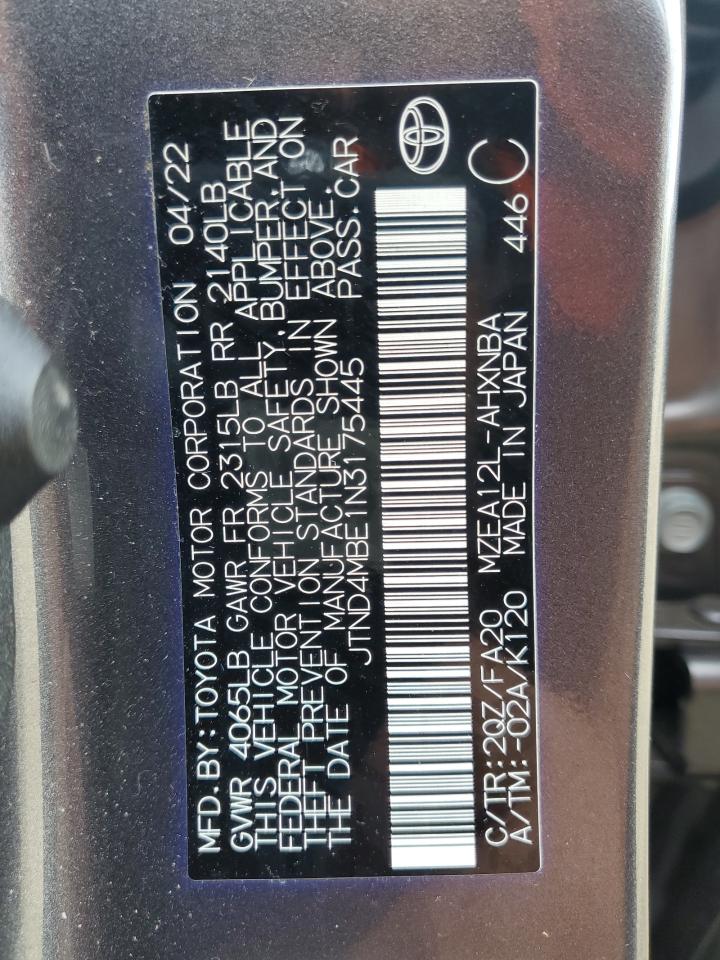 MFD. BY: TOYOTA MOTOR CORPORATION 04/22
GVWR 4065LB GAWR FR 2315LB RR 2140LB
THIS VEHICLE CONFORMS TO ALL APPLICABLE
FEDERAL MOTOR VEHICLE SAFETY, BUMPER, AND
THEFT PREVENTION STANDARDS IN EFFECT ON
THE DATE OF MANUFACTURE SHOWN ABOVE.
JTND4MBE1N3175445 PASS. CAR
C/TR:2QZ/FA20 MZEA12L-AHXNBA 446 C
A/TM:-02A/K120 MADE IN JAPAN